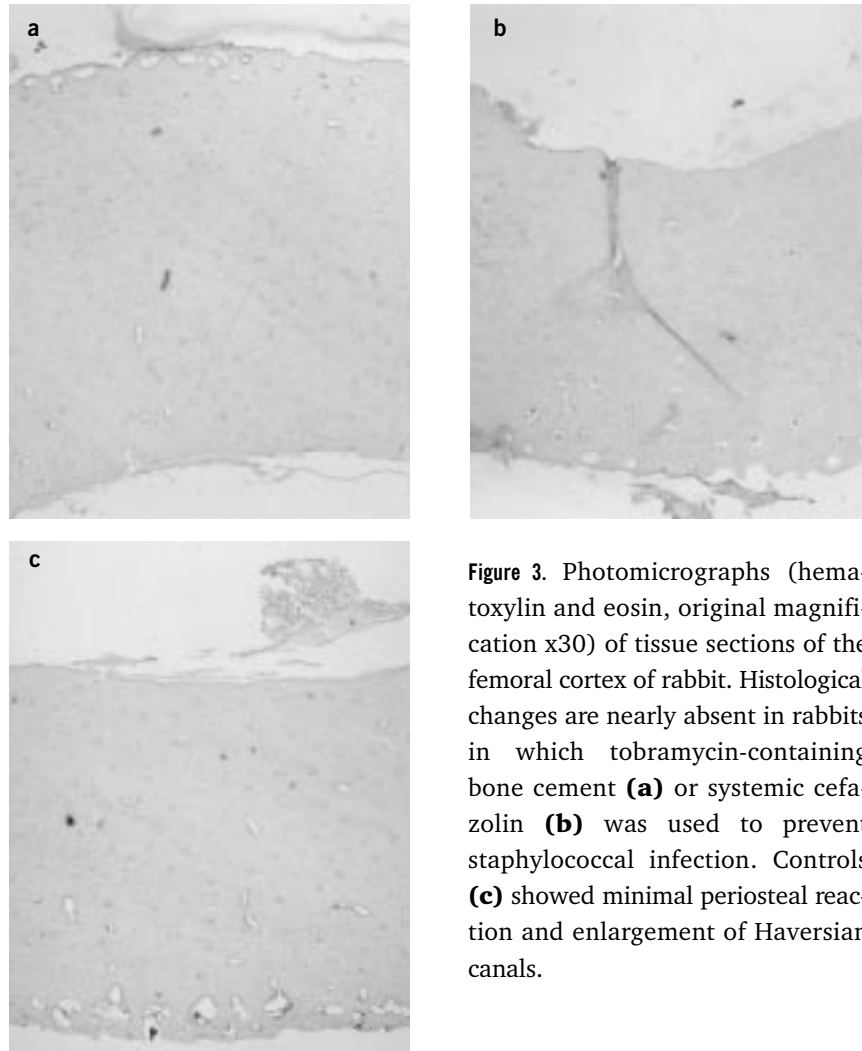 a
b
c
Figure 3. Photomicrographs (hema-
toxylin and eosin, original magnifi-
cation x30) of tissue sections of the
femoral cortex of rabbit. Histological
changes are nearly absent in rabbits
in which tobramycin-containing
bone cement (a) or systemic cefa-
zolin (b) was used to prevent
staphylococcal infection. Controls
(c) showed minimal periosteal reac-
tion and enlargement of Haversian
canals.